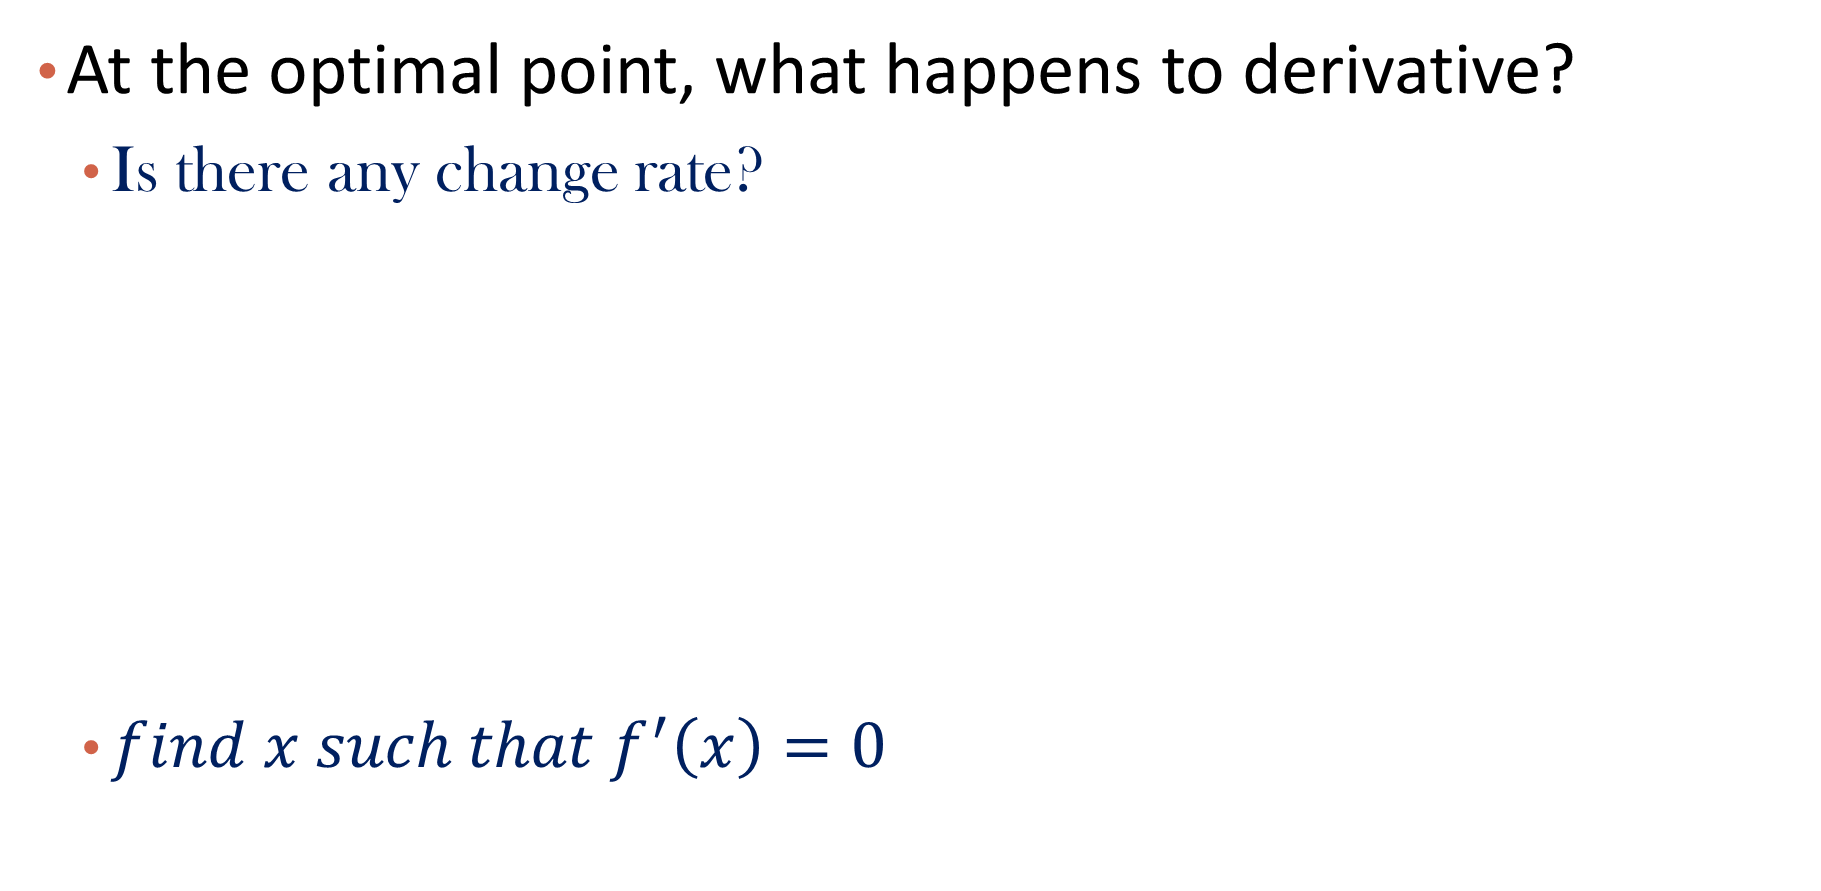 • At the optimal point, what happens to derivative?
• Is there any change rate?
• find x such that f′(x) = 0